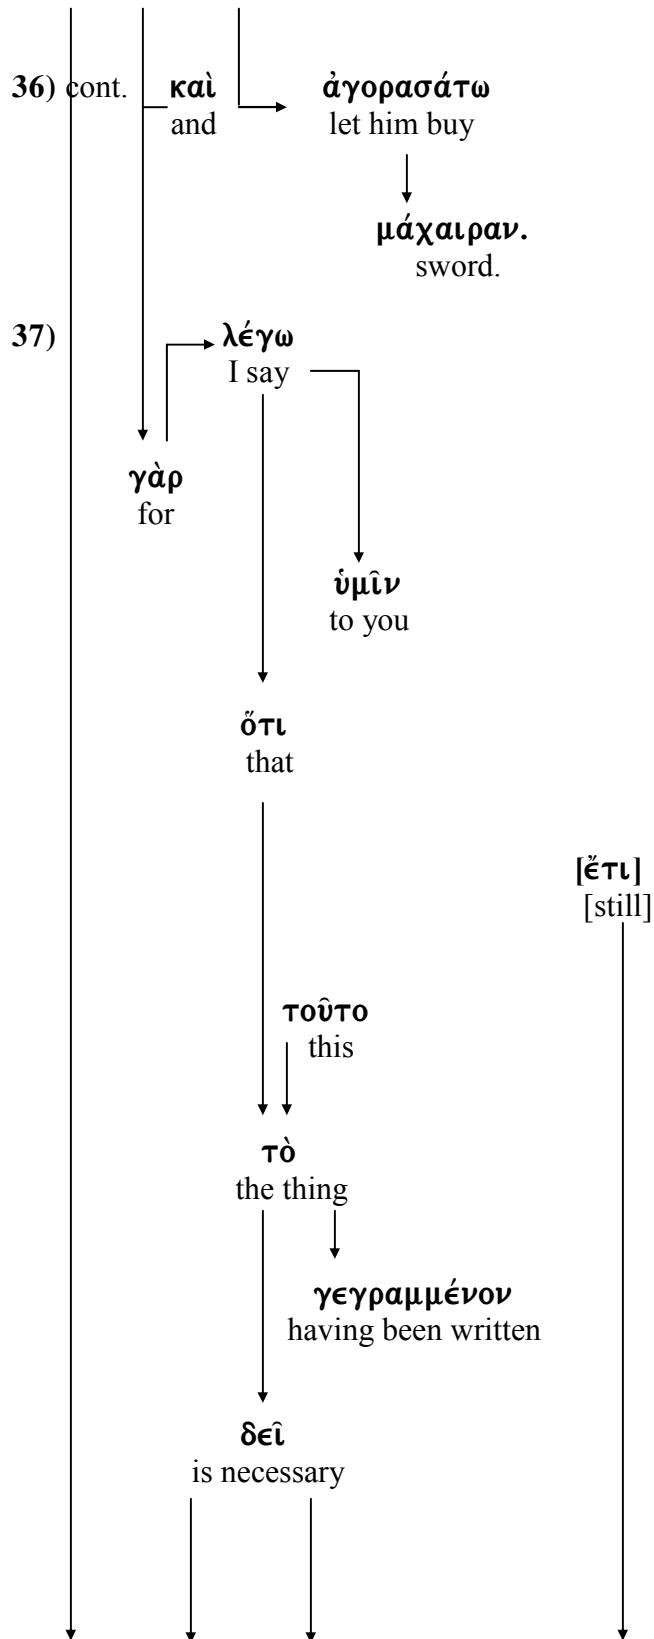 36) cont. καὶ ἀγορασάτω
and let him buy
μάχαιραν.
sword.
37) λέγω
I say
γὰρ
for
ὑμῖν
to you
ὅτι
that
[ἔτι]
[still]
τοῦτο
this
τὸ
the thing
γεγραμμένον
having been written
δεῖ
is necessary